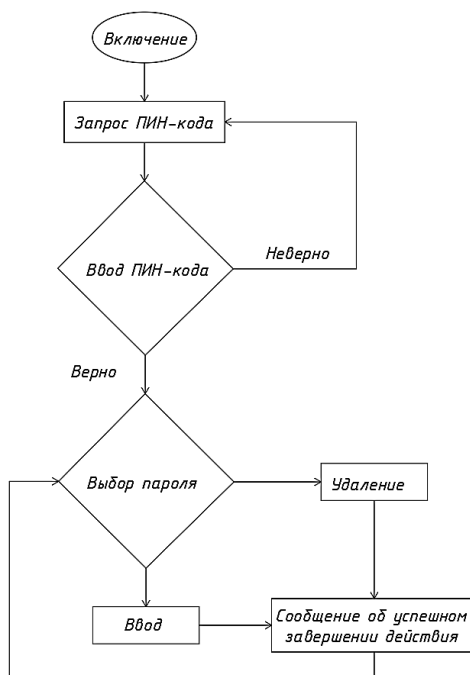 Включение
Запрос ПИН-кода
Ввод ПИН-кода
Неверно
Верно
Выбор пароля
Удаление
Ввод
Сообщение об успешном
завершении действия